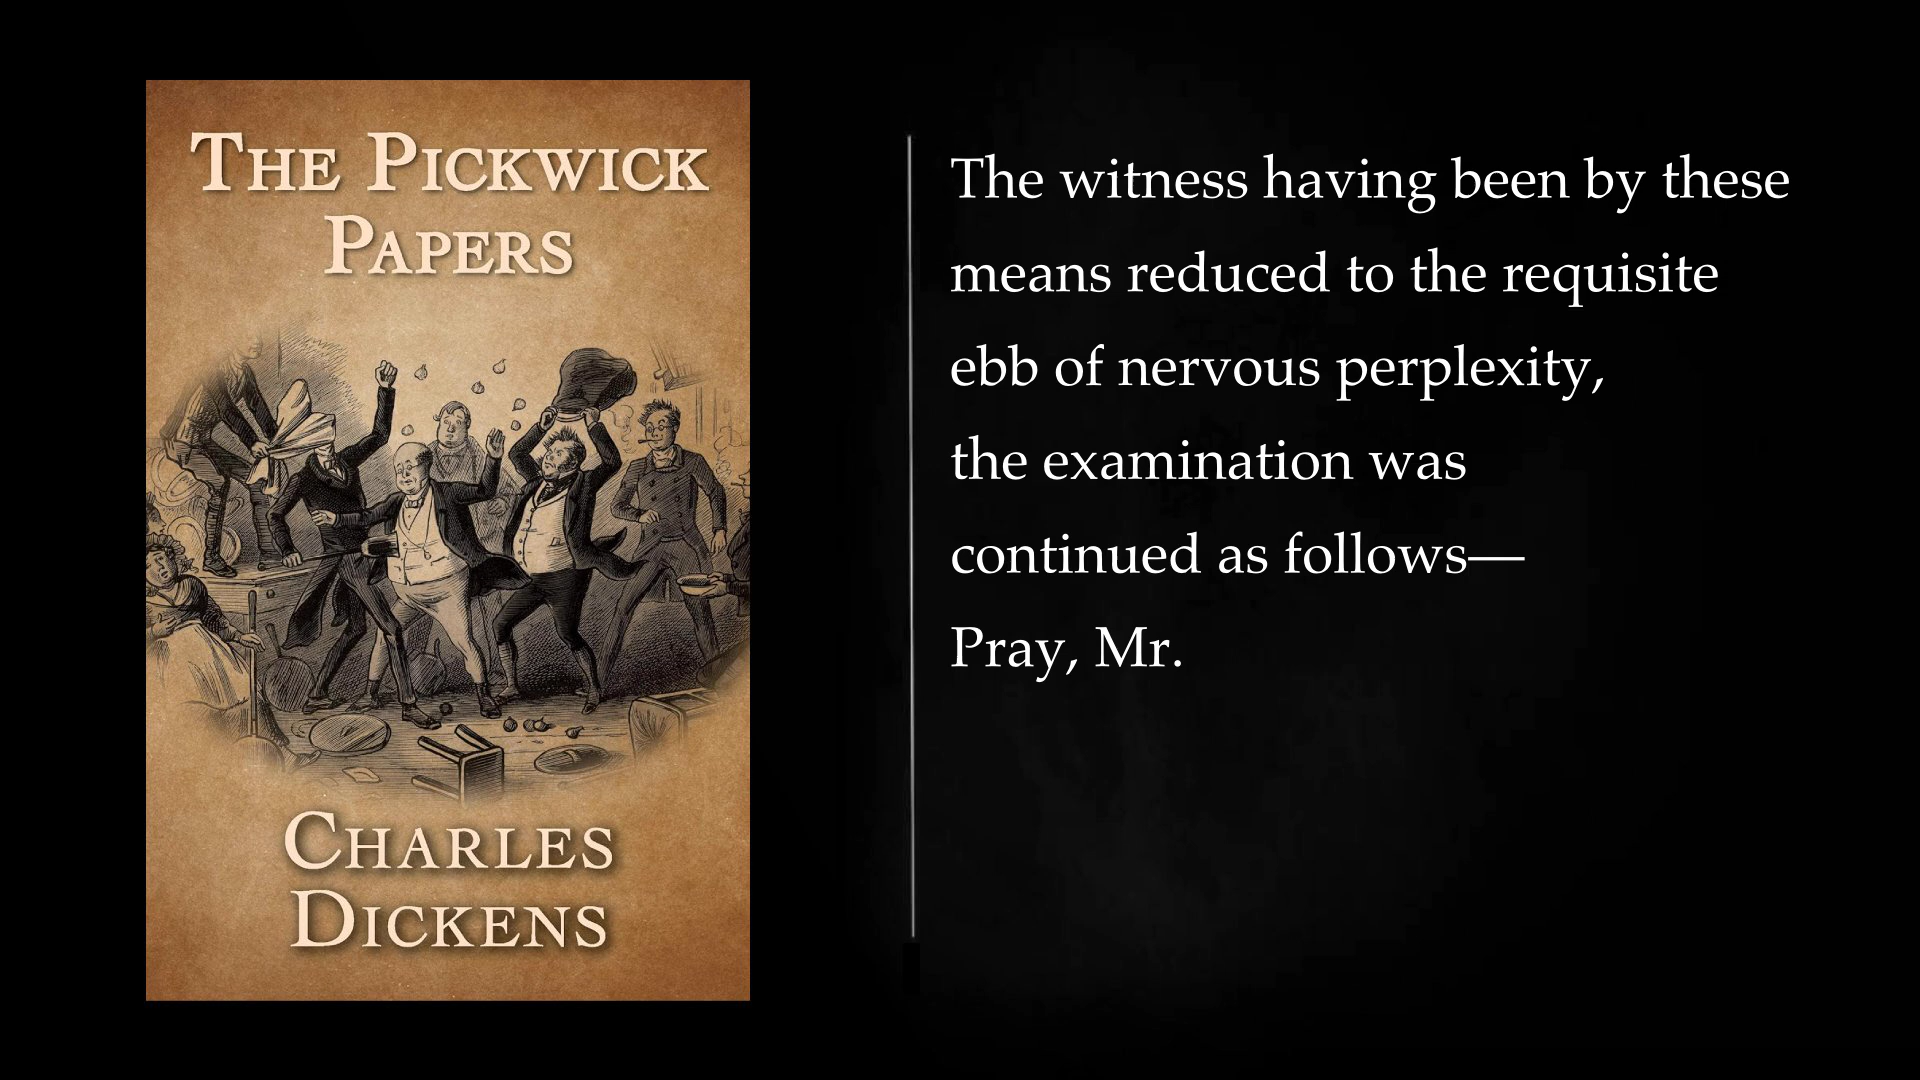 The Pickwick
Papers
Charles
Dickens
The witness having been by these
means reduced to the requisite
ebb of nervous perplexity,
the examination was
continued as follows—
Pray, Mr.